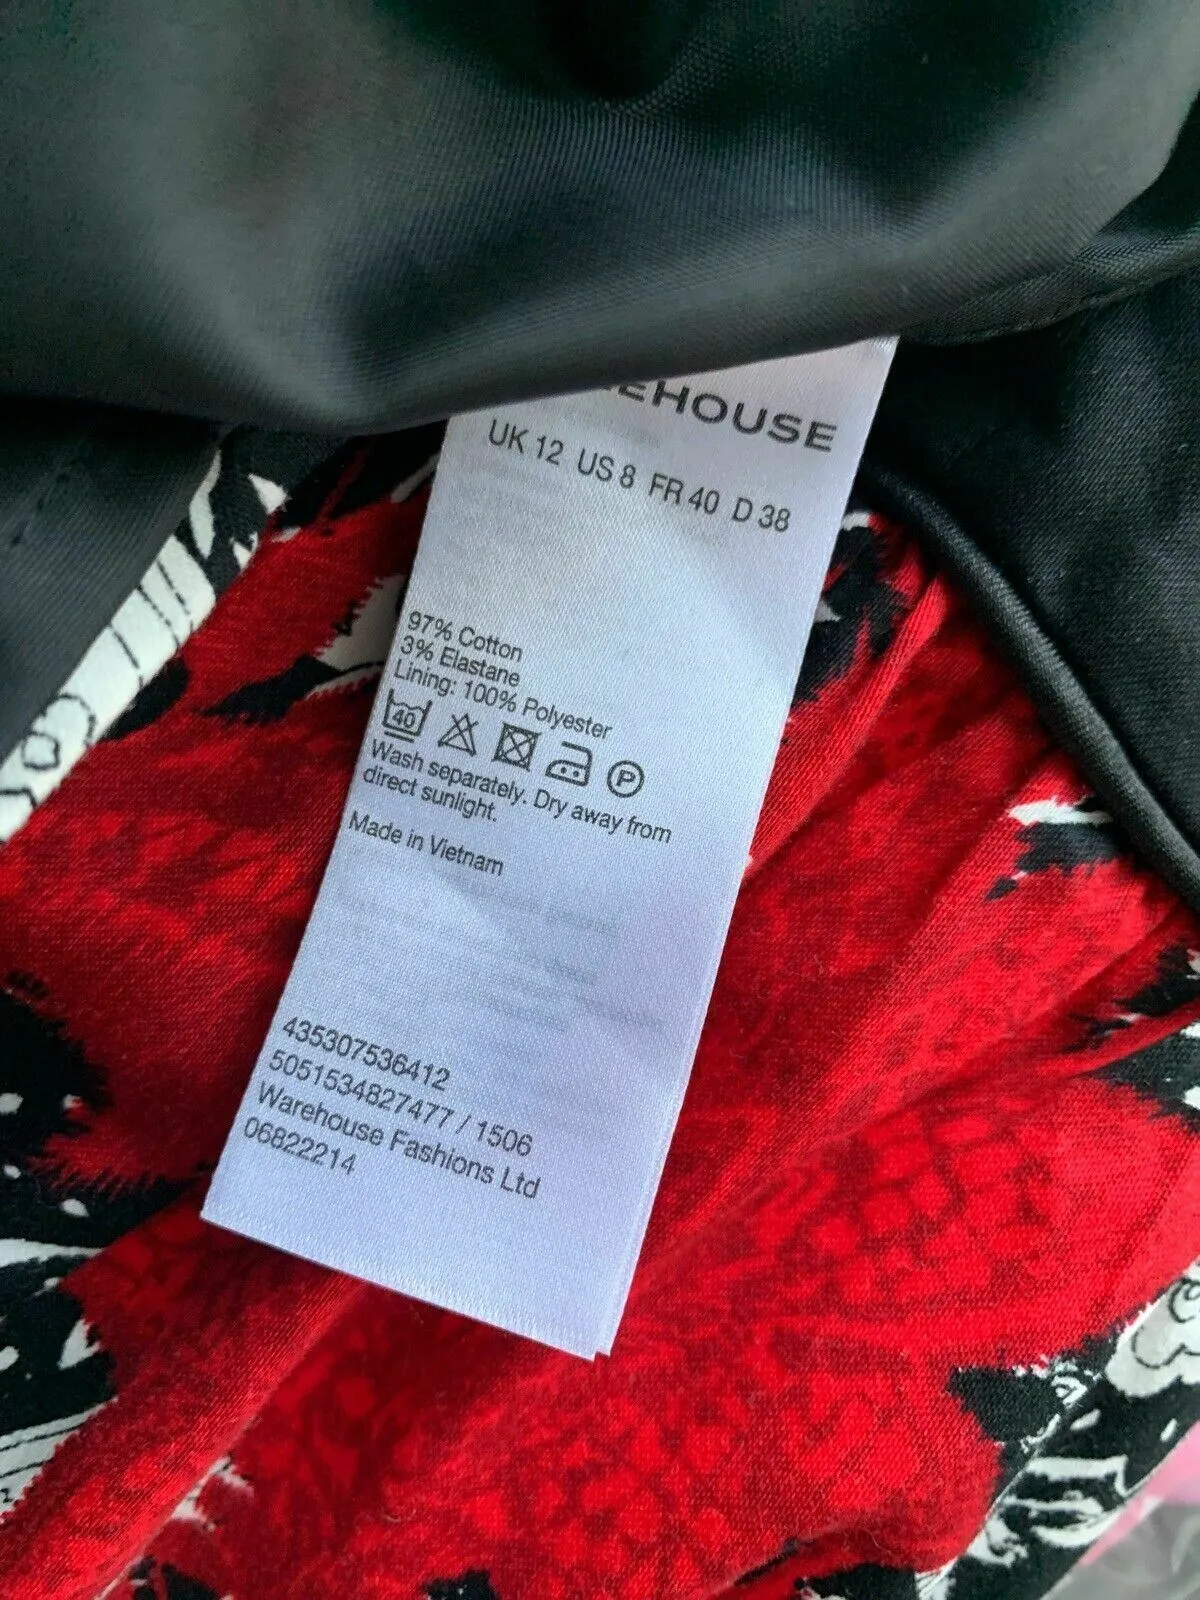 EHOUSE
UK 12 US 8 FR 40 D 38
97% Cotton
3% Elastane
Lining: 100% Polyester
40 P
Wash separately. Dry away from
direct sunlight.
Made in Vietnam
435307536412
5051534827477 / 1506
Warehouse Fashions Ltd
06822214